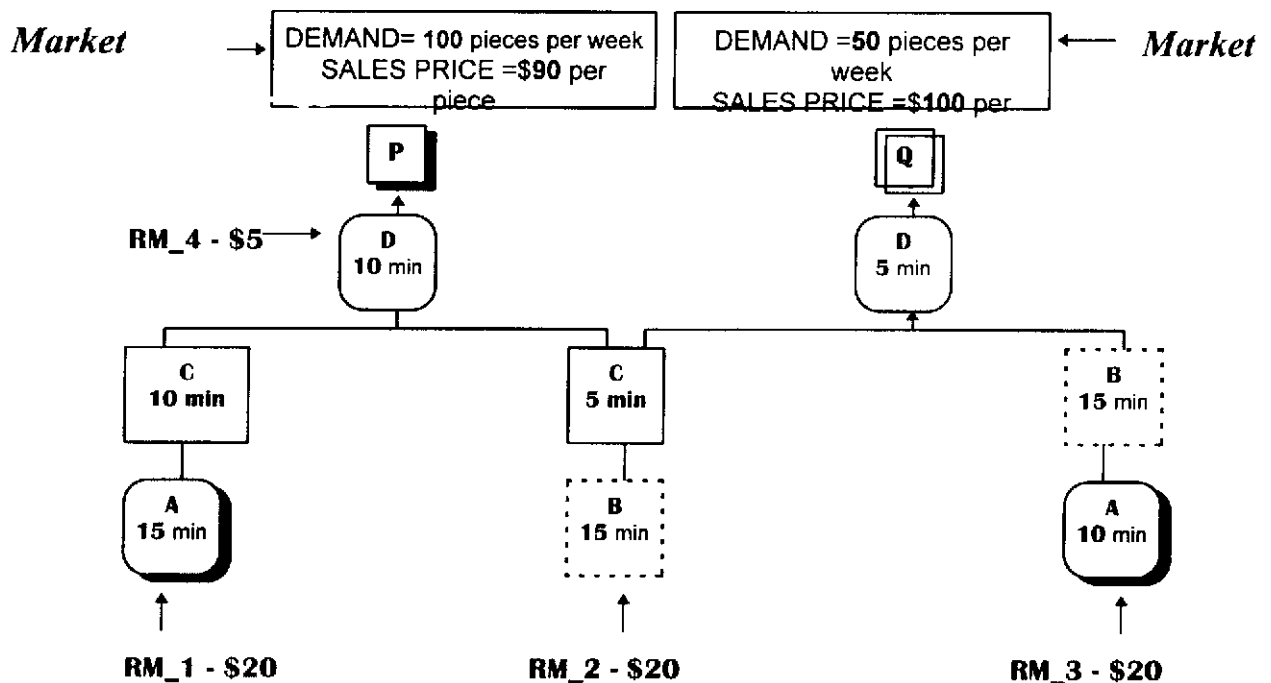 Market
DEMAND= 100 pieces per week
SALES PRICE =$90 per
piece
DEMAND =50 pieces per
week
SALES PRICE =$100 per
Market
P
Q
RM_4 - $5
D
10 min
D
5 min
C
10 min
C
5 min
B
15 min
A
15 min
B
15 min
A
10 min
RM_1 - $20
RM_2 - $20
RM_3 - $20